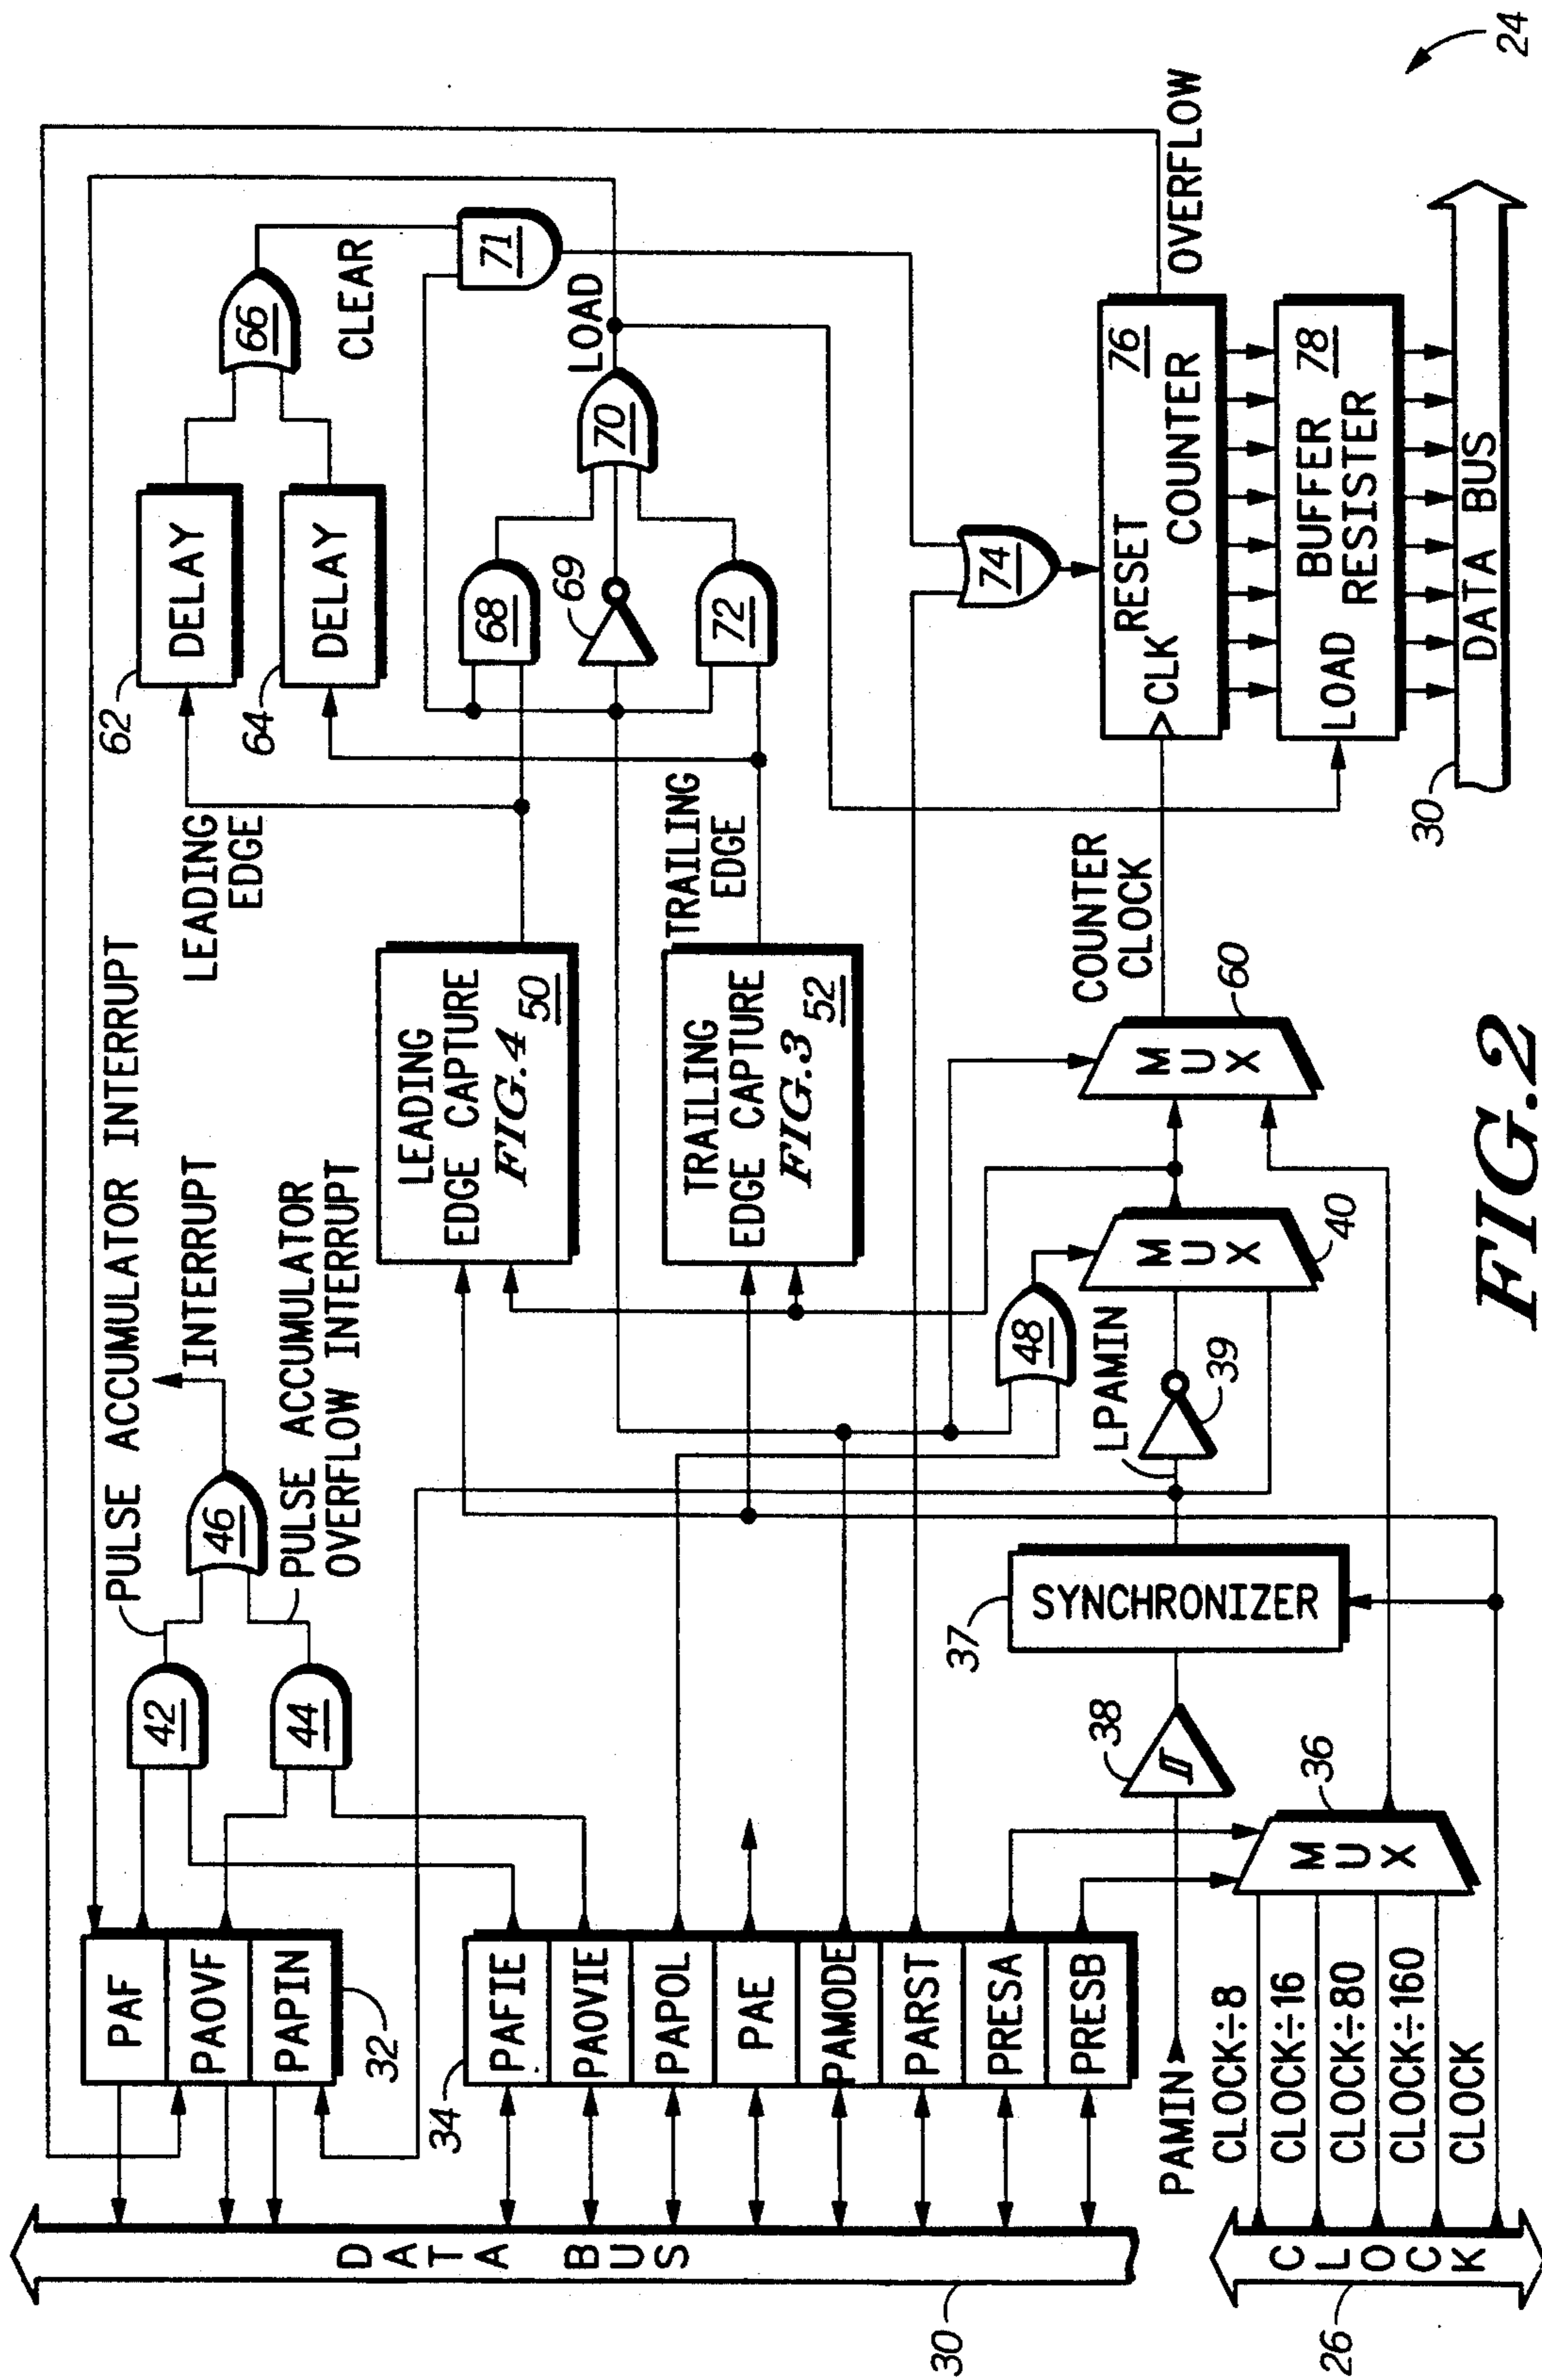 PULSE ACCUMULATOR INTERRUPT
INTERRUPT
PULSE ACCUMULATOR
OVERFLOW INTERRUPT
PAF
PAOVF
PAPIN
32
42
44
46
34
PAFIE
PAOVIE
PAPOL
PAE
PAMODE
PARST
PRESA
PRESB
DATA BUS
30
LEADING
EDGE
LEADING
EDGE CAPTURE
FIG.4
50
TRAILING
EDGE
TRAILING
EDGE CAPTURE
FIG.3
52
62
DELAY
64
DELAY
66
CLEAR
68
69
70
71
72
LOAD
74
PAMIN
38
37
SYNCHRONIZER
LPAMIN
39
48
MUX
40
MUX
60
COUNTER
CLOCK
RESET
CLK
COUNTER
76
OVERFLOW
LOAD
BUFFER
RESISTER
78
30
DATA BUS
CLOCK÷8
CLOCK÷16
CLOCK÷80
CLOCK÷160
CLOCK
MUX
36
CLOCK
26
24
FIG.2